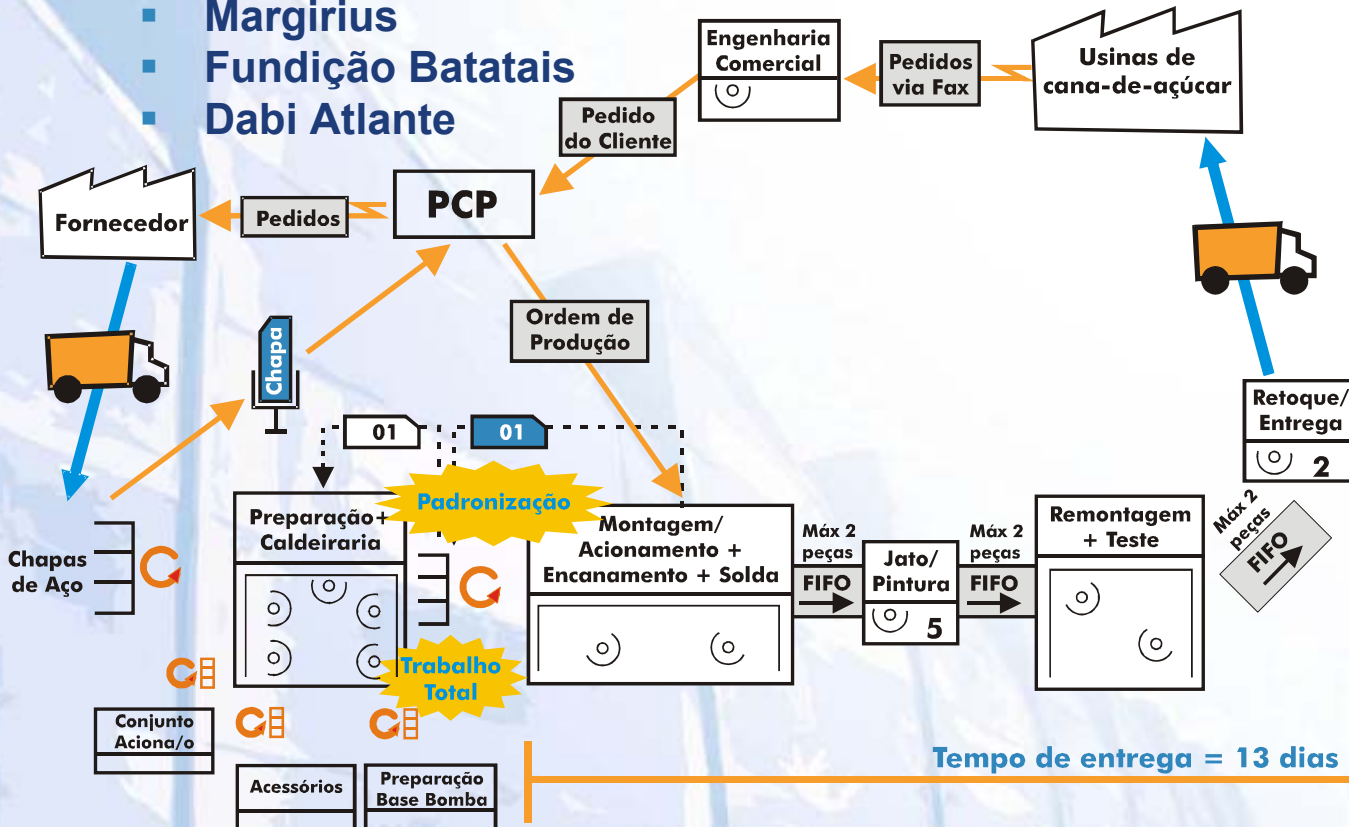 Margirius
Fundição Batatais
Dabi Atlante
Engenharia
Comercial
Pedidos
via Fax
Usinas de
cana-de-açúcar
Pedido
do Cliente
PCP
Pedidos
Fornecedor
Ordem de
Produção
Chapa
01
01
Retoque/
Entrega
2
Padronização
Preparação+
Caldeiraria
Montagem/
Acionamento +
Encanamento + Solda
Máx 2
peças
FIFO
Jato/
Pintura
5
Máx 2
peças
FIFO
Remontagem
+ Teste
Máx 2
peças
FIFO
Chapas
de Aço
Trabalho
Total
Conjunto
Aciona/o
Acessórios
Preparação
Base Bomba
Tempo de entrega = 13 dias